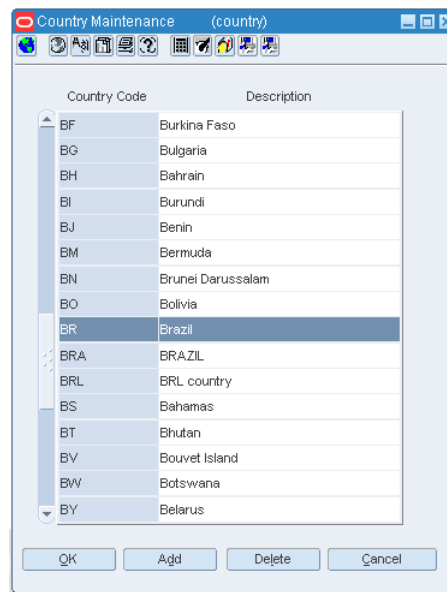 Country Maintenance (country)
Country Code Description
BF Burkina Faso
BG Bulgaria
BH Bahrain
BI Burundi
BJ Benin
BM Bermuda
BN Brunei Darussalam
BO Bolivia
BR Brazil
BRA BRAZIL
BRL BRL country
BS Bahamas
BT Bhutan
BV Bouvet Island
BW Botswana
BY Belarus
OK Add Delete Cancel